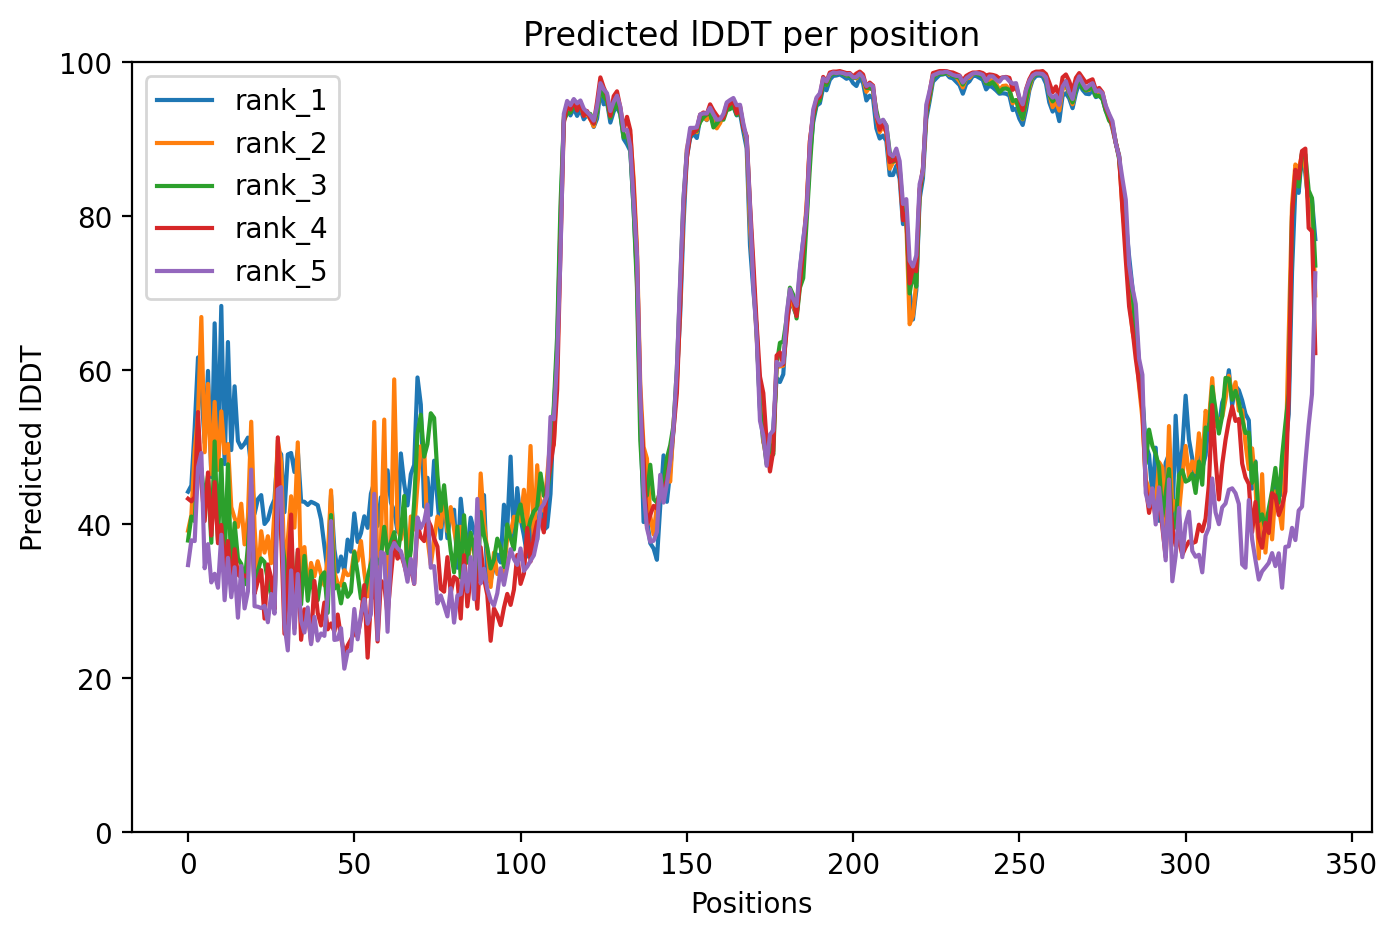 Predicted lDDT per position
100
80
60
40
20
0
Predicted lDDT
rank_1
rank_2
rank_3
rank_4
rank_5
0 50 100 150 200 250 300 350
Positions